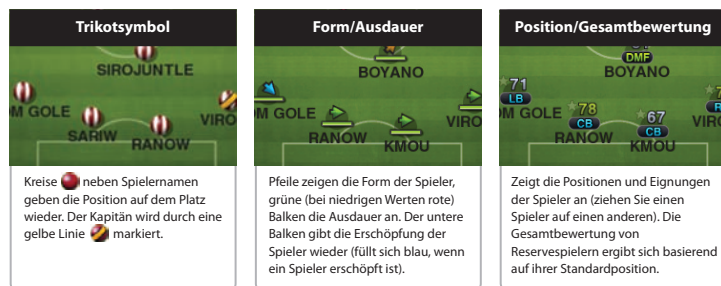 Trikotsymbol
SIROJUNTLE
OM GOLE
SARIW
RANOW
VIRO
Kreise neben Spielernamen
geben die Position auf dem Platz
wieder. Der Kapitän wird durch eine
gelbe Linie markiert.
Form/Ausdauer
BOYANO
M GOLE
RANOW
KMOU
VIRO
Pfeile zeigen die Form der Spieler,
grüne (bei niedrigen Werten rote)
Balken die Ausdauer an. Der untere
Balken gibt die Erschöpfung der
Spieler wieder (füllt sich blau, wenn
ein Spieler erschöpft ist).
Position/Gesamtbewertung
DMF
BOYANO
71
LB
M GOLE
78
CB
RANOW
67
CB
KMOU
Zeigt die Positionen und Eignungen
der Spieler an (ziehen Sie einen
Spieler auf einen anderen). Die
Gesamtbewertung von
Reservespielern ergibt sich basierend
auf ihrer Standardposition.